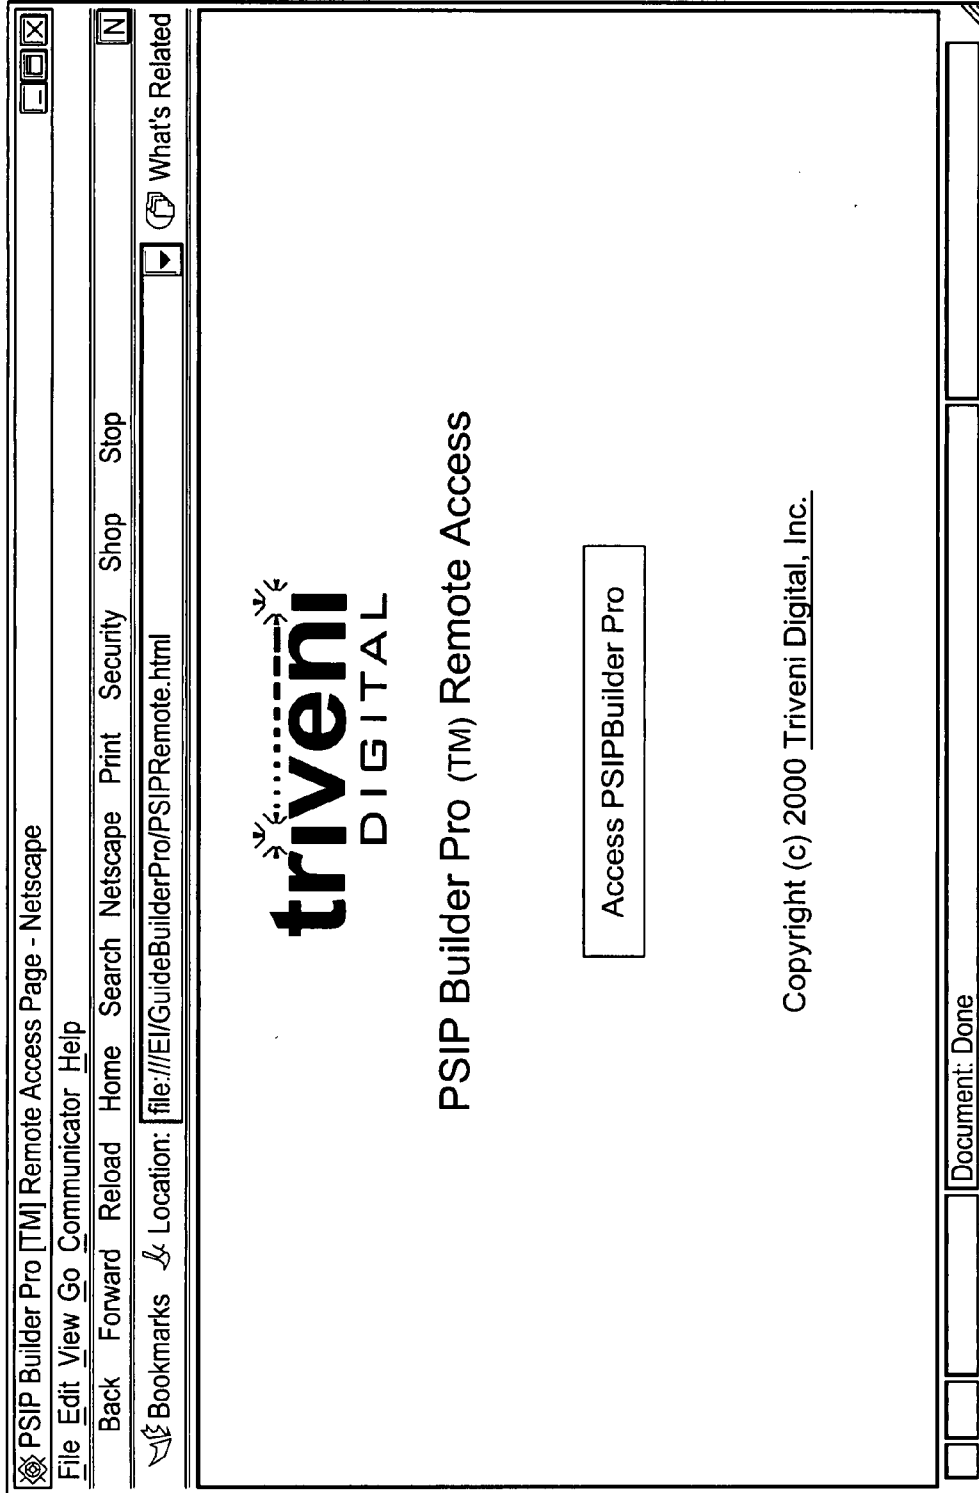 PSIP Builder Pro [TM] Remote Access Page - Netscape
File Edit View Go Communicator Help
Back Forward Reload Home Search Netscape Print Security Shop Stop N
Bookmarks Location: file:///EI/GuideBuilderPro/PSIPRemote.html What's Related
triveni
DIGITAL
PSIP Builder Pro (TM) Remote Access
Access PSIPBuilder Pro
Copyright (c) 2000 Triveni Digital, Inc.
Document: Done